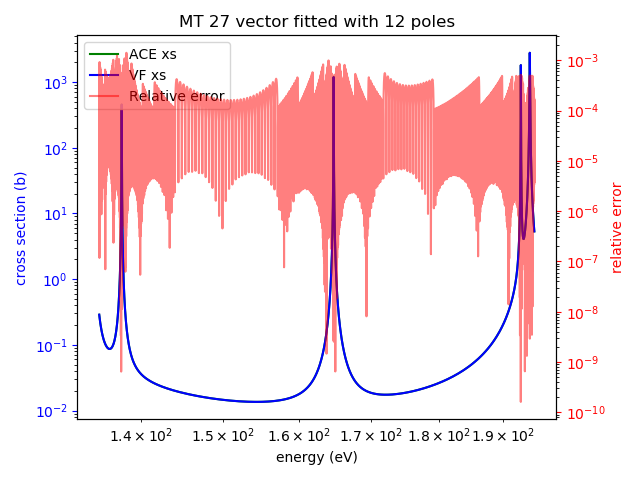 MT 27 vector fitted with 12 poles
ACE xs
VF xs
Relative error
cross section (b)
10³
10²
10¹
10⁰
10⁻¹
10⁻²
relative error
10⁻³
10⁻⁴
10⁻⁵
10⁻⁶
10⁻⁷
10⁻⁸
10⁻⁹
10⁻¹⁰
1.4 × 10² 1.5 × 10² 1.6 × 10² 1.7 × 10² 1.8 × 10² 1.9 × 10²
energy (eV)